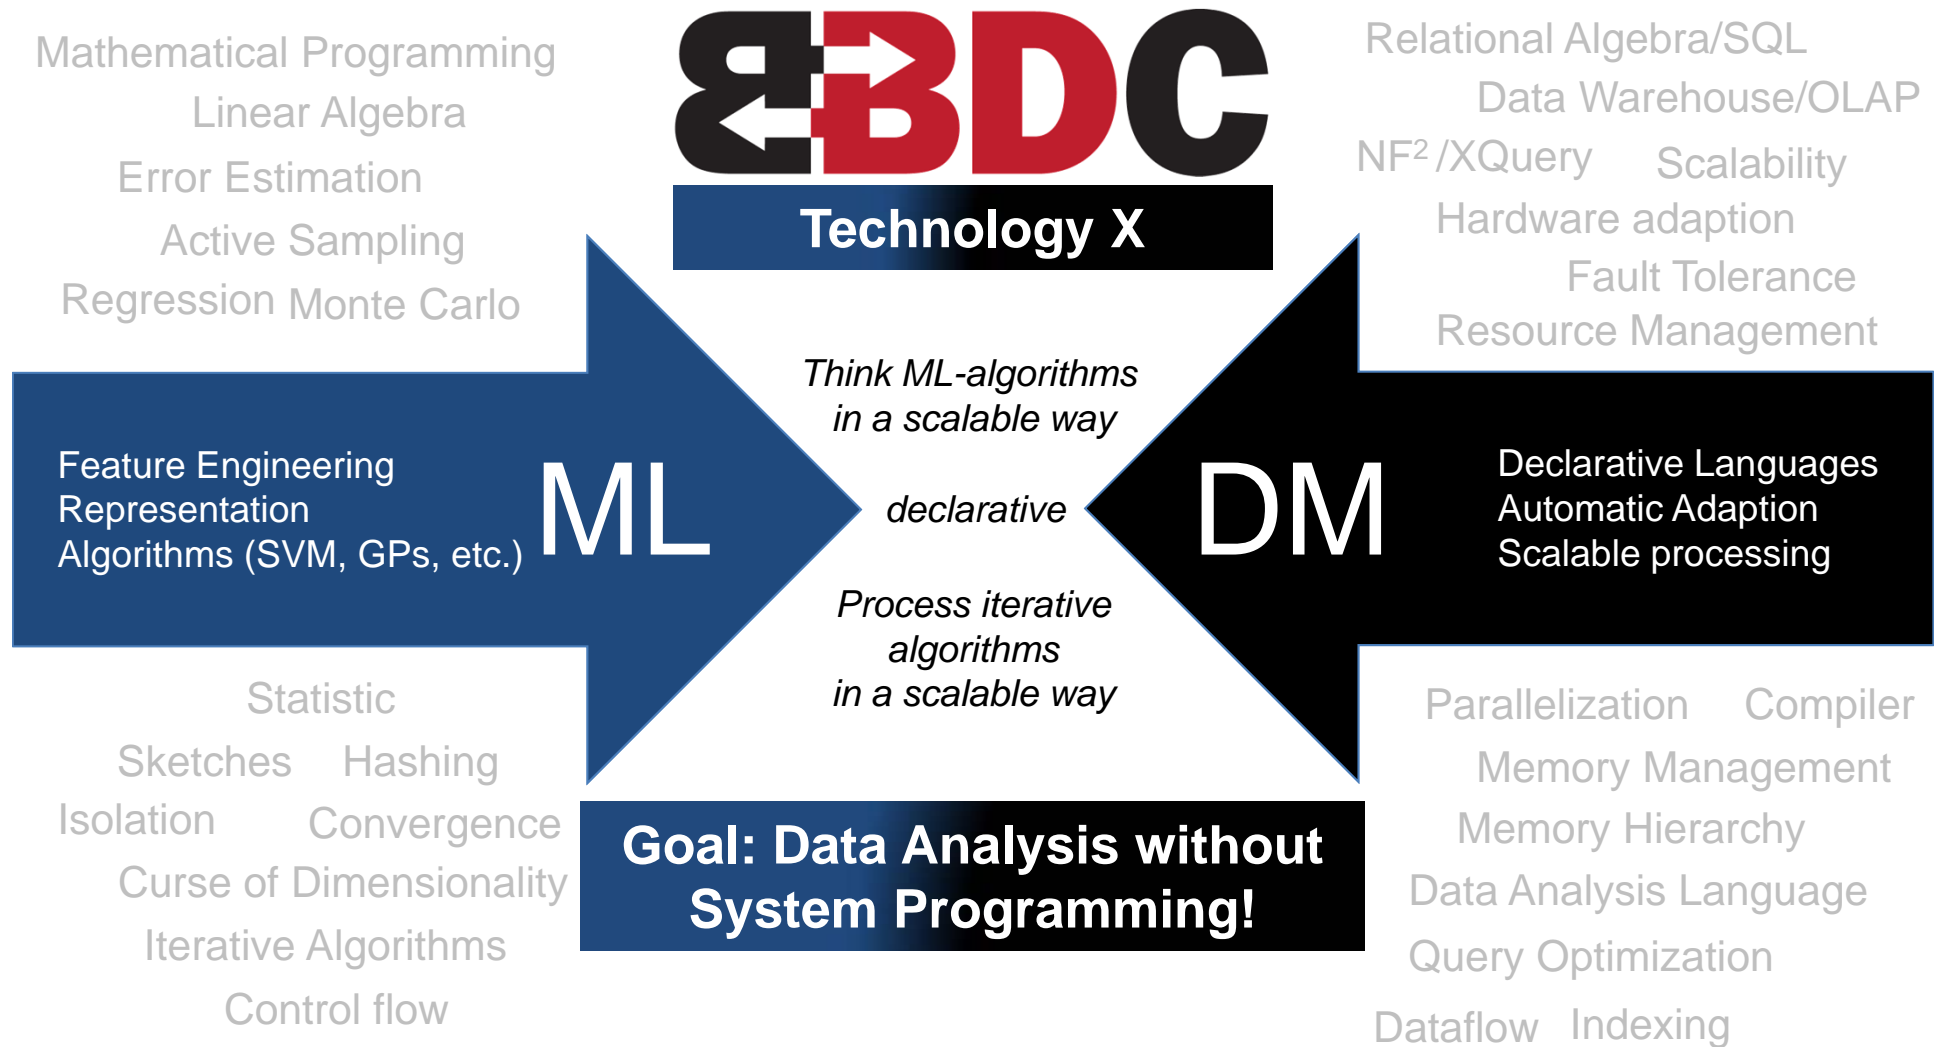 BBDC
Technology X
Mathematical Programming
Linear Algebra
Error Estimation
Active Sampling
Regression Monte Carlo
Relational Algebra/SQL
Data Warehouse/OLAP
NF² /XQuery Scalability
Hardware adaption
Fault Tolerance
Resource Management
Feature Engineering
Representation
Algorithms (SVM, GPs, etc.)
ML
Think ML-algorithms
in a scalable way
declarative
Process iterative
algorithms
in a scalable way
DM
Declarative Languages
Automatic Adaption
Scalable processing
Statistic
Sketches Hashing
Isolation Convergence
Curse of Dimensionality
Iterative Algorithms
Control flow
Goal: Data Analysis without
System Programming!
Parallelization Compiler
Memory Management
Memory Hierarchy
Data Analysis Language
Query Optimization
Dataflow Indexing